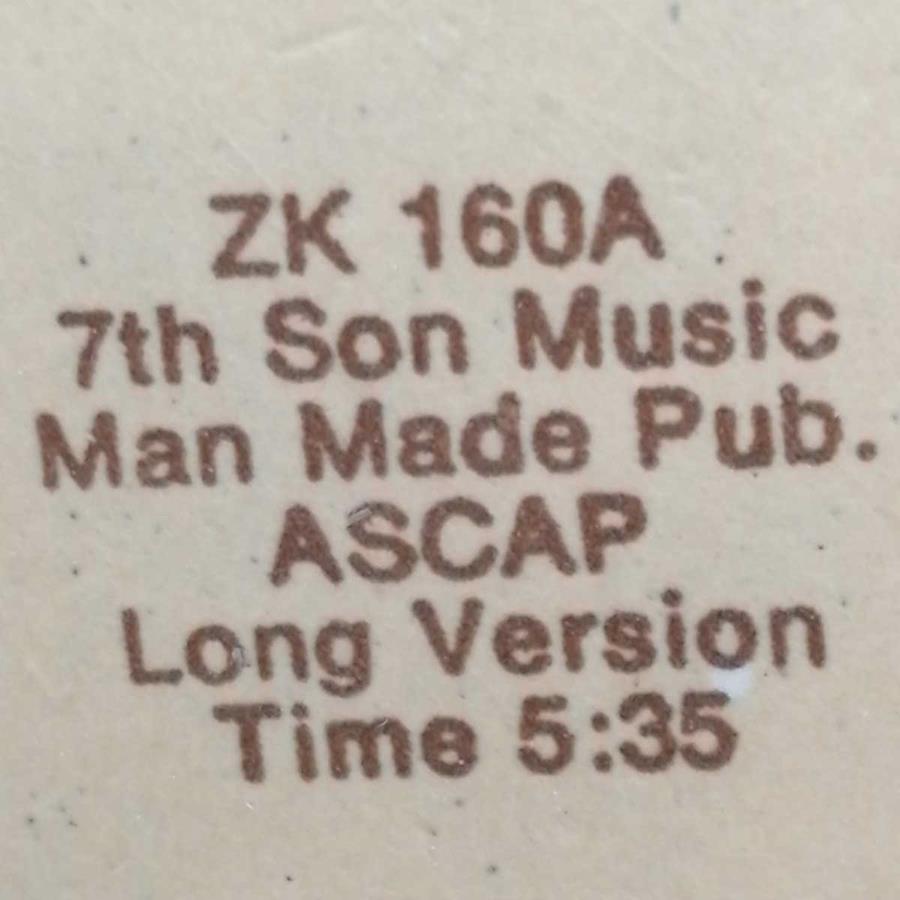 ZK 160A
7th Son Music
Man Made Pub.
ASCAP
Long Version
Time 5:35